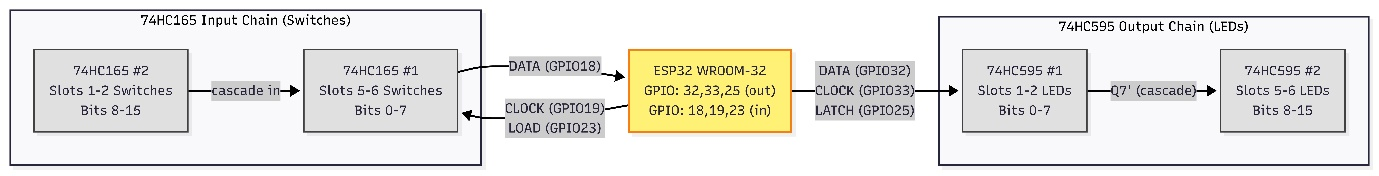 74HC165 Input Chain (Switches)
74HC165 #2
Slots 1-2 Switches
Bits 8-15
cascade in
74HC165 #1
Slots 5-6 Switches
Bits 0-7
DATA (GPIO18)
CLOCK (GPIO19)
LOAD (GPIO23)
ESP32 WROOM-32
GPIO: 32,33,25 (out)
GPIO: 18,19,23 (in)
DATA (GPIO32)
CLOCK (GPIO33)
LATCH (GPIO25)
74HC595 Output Chain (LEDs)
74HC595 #1
Slots 1-2 LEDs
Bits 0-7
Q7' (cascade)
74HC595 #2
Slots 5-6 LEDs
Bits 8-15